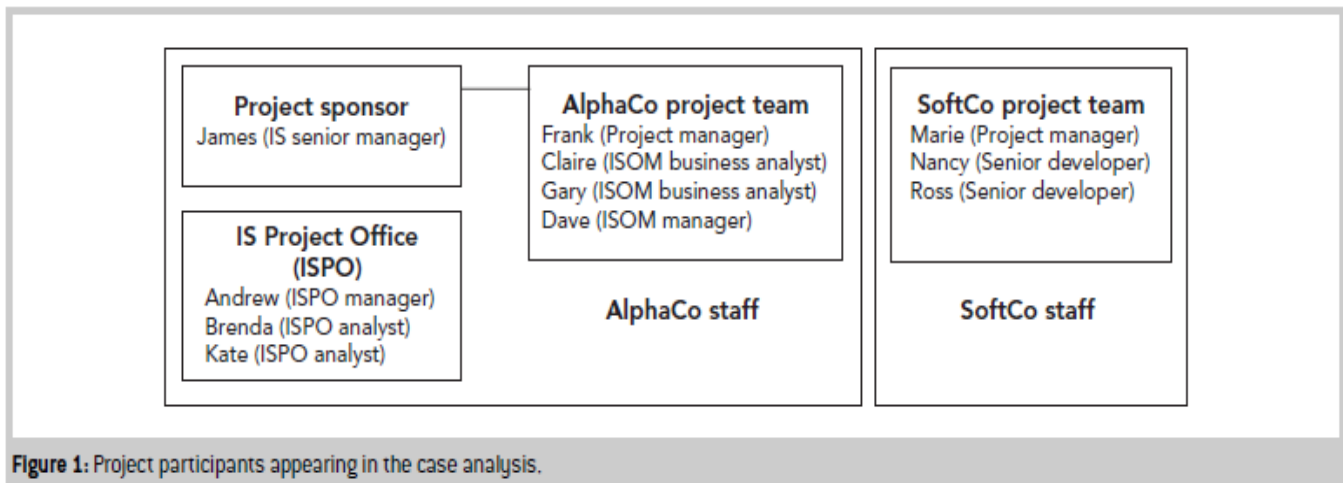 Project sponsor
James (IS senior manager)
IS Project Office
(ISPO)
Andrew (ISPO manager)
Brenda (ISPO analyst)
Kate (ISPO analyst)
AlphaCo project team
Frank (Project manager)
Claire (ISOM business analyst)
Gary (ISOM business analyst)
Dave (ISOM manager)
AlphaCo staff
SoftCo project team
Marie (Project manager)
Nancy (Senior developer)
Ross (Senior developer)
SoftCo staff
Figure 1: Project participants appearing in the case analysis.